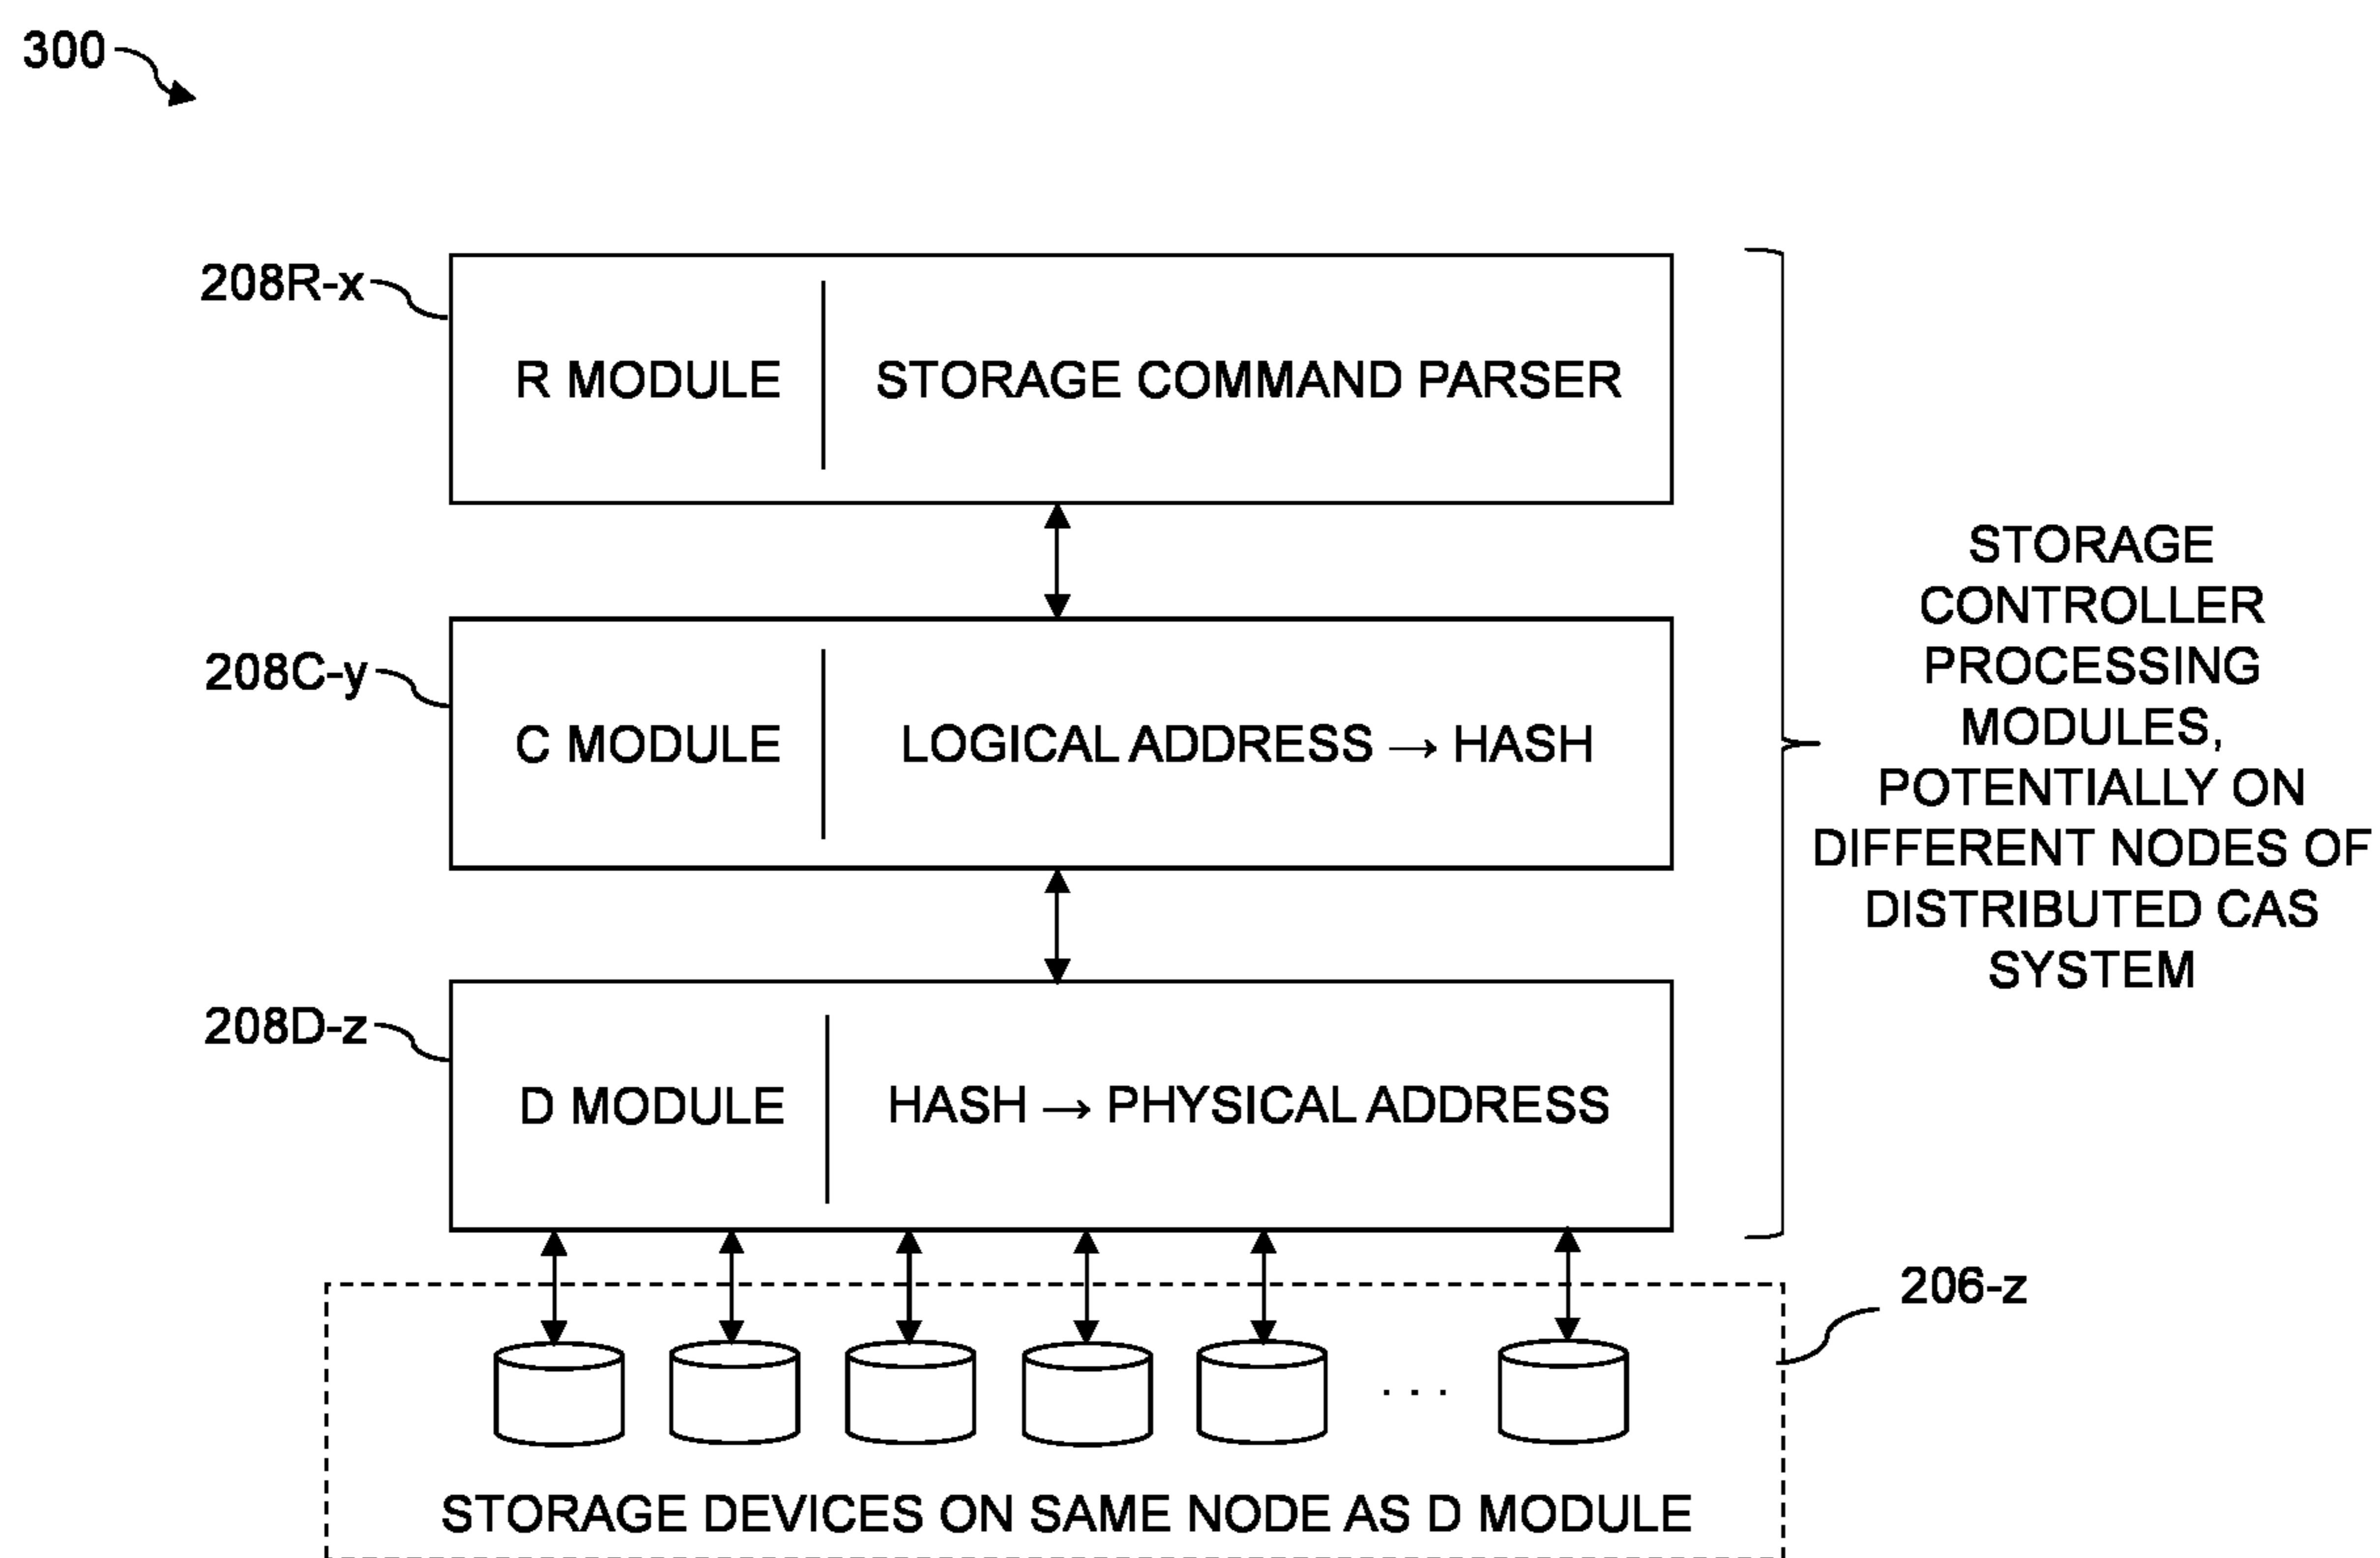 300
208R-x
R MODULE
STORAGE COMMAND PARSER
208C-y
C MODULE
LOGICAL ADDRESS → HASH
208D-z
D MODULE
HASH → PHYSICAL ADDRESS
STORAGE
CONTROLLER
PROCESSING
MODULES,
POTENTIALLY ON
DIFFERENT NODES OF
DISTRIBUTED CAS
SYSTEM
206-z
. . .
STORAGE DEVICES ON SAME NODE AS D MODULE